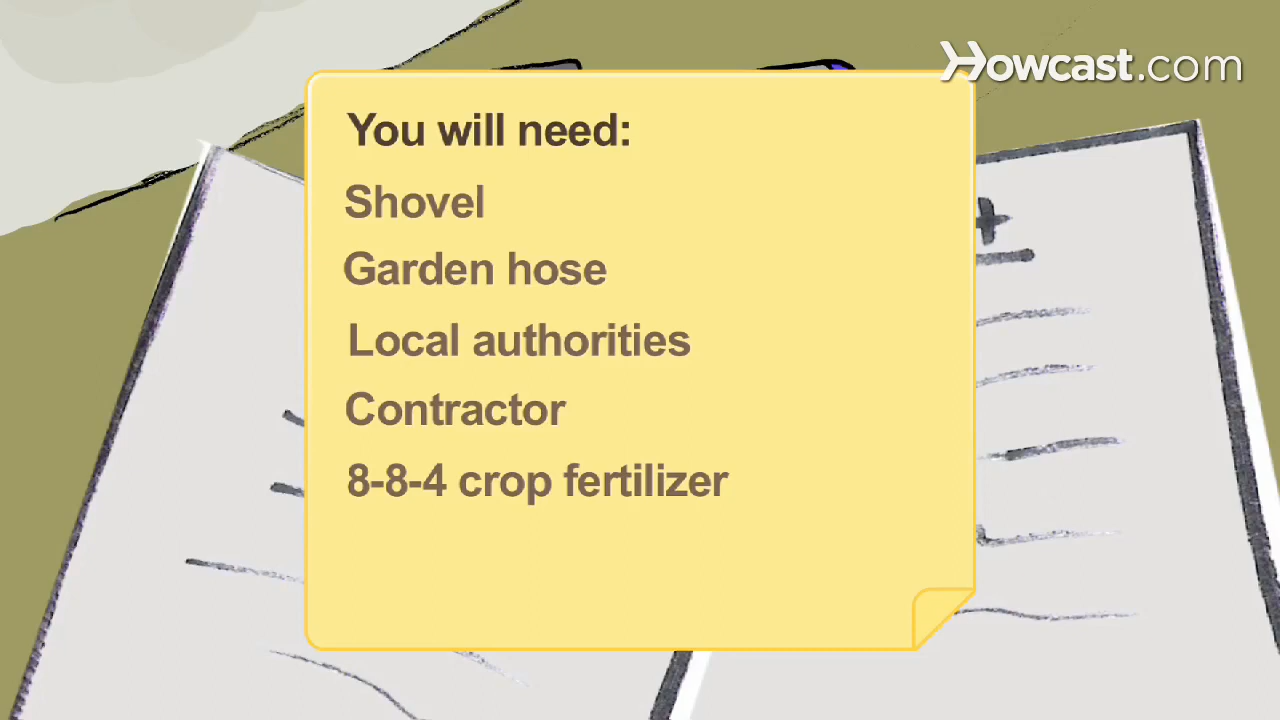 Howcast.com
You will need:
Shovel
Garden hose
Local authorities
Contractor
8-8-4 crop fertilizer
+